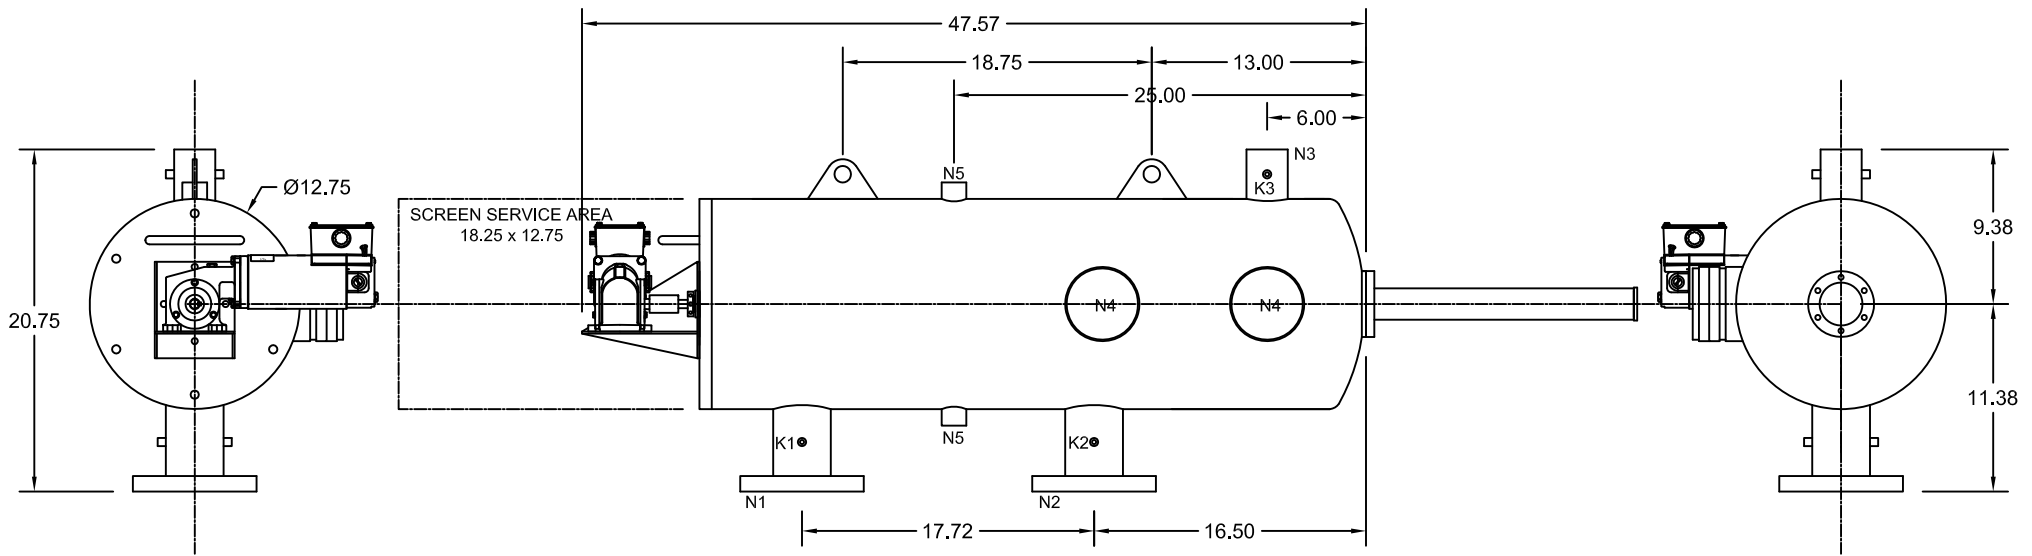 47.57
18.75
13.00
25.00
6.00
N3
N5
K3
Ø12.75
SCREEN SERVICE AREA
18.25 x 12.75
9.38
20.75
N4
N4
11.38
K1
N5
K2
N1
N2
17.72
16.50